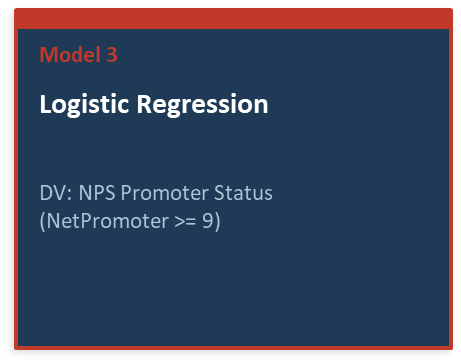 Model 3
Logistic Regression
DV: NPS Promoter Status
(NetPromoter >= 9)